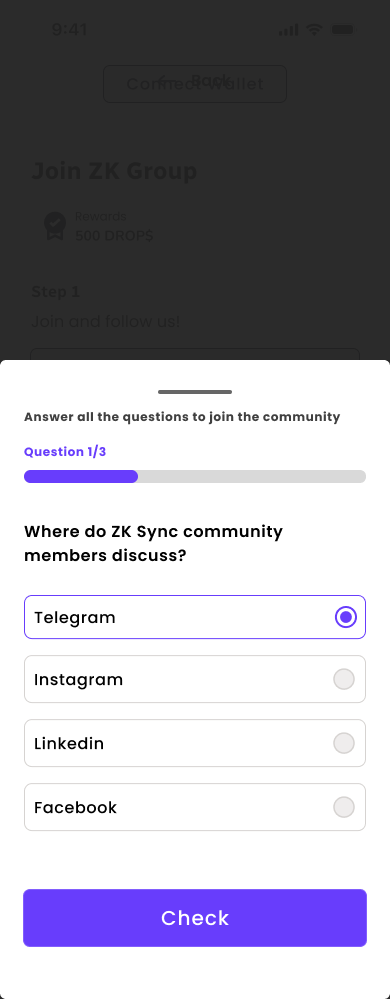 9:41
Back
Connect Wallet
Join ZK Group
Rewards
500 DROP$
Step 1
Join and follow us!
Answer all the questions to join the community
Question 1/3
Where do ZK Sync community
members discuss?
Telegram
Instagram
Linkedin
Facebook
Check